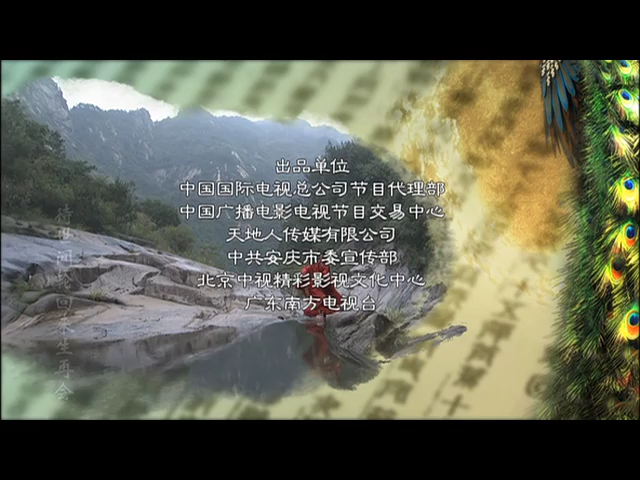 出品单位
中国国际电视总公司节目代理部
中国广播电影电视节目交易中心
天地人传媒有限公司
中共安庆市委宣传部
北京中视精彩影视文化中心
广东南方电视台